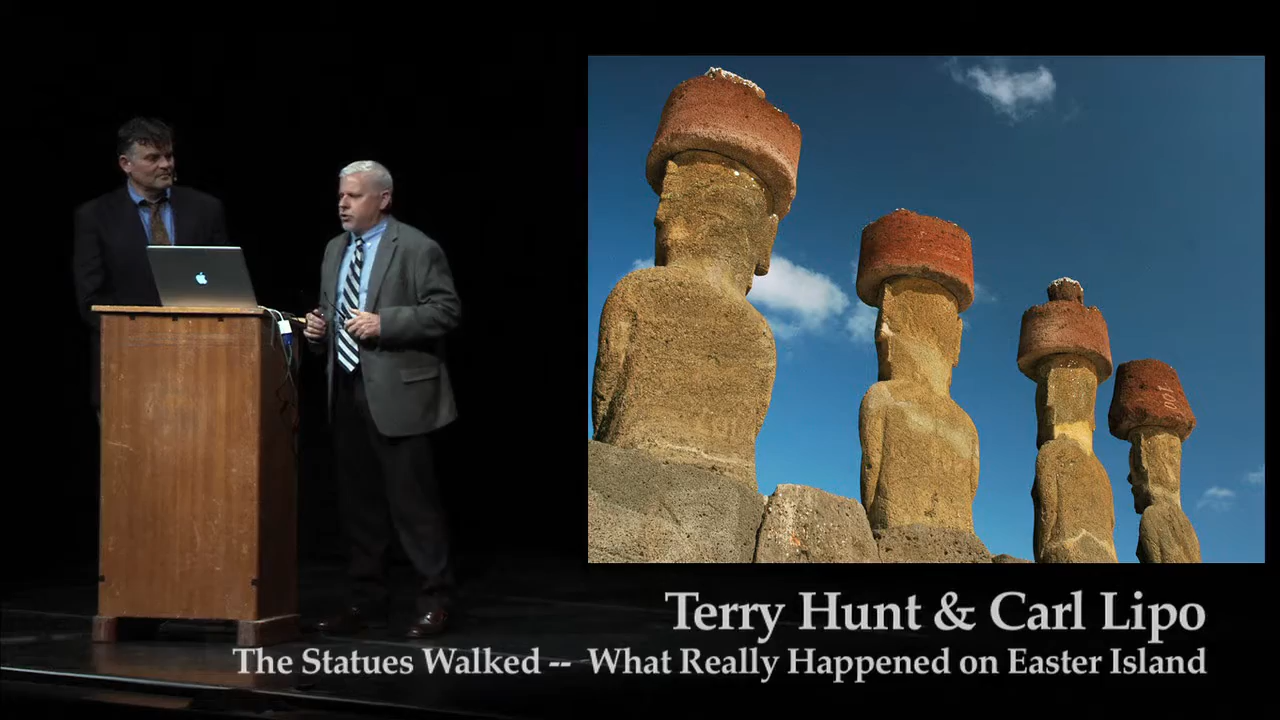 Terry Hunt & Carl Lipo
The Statues Walked -- What Really Happened on Easter Island